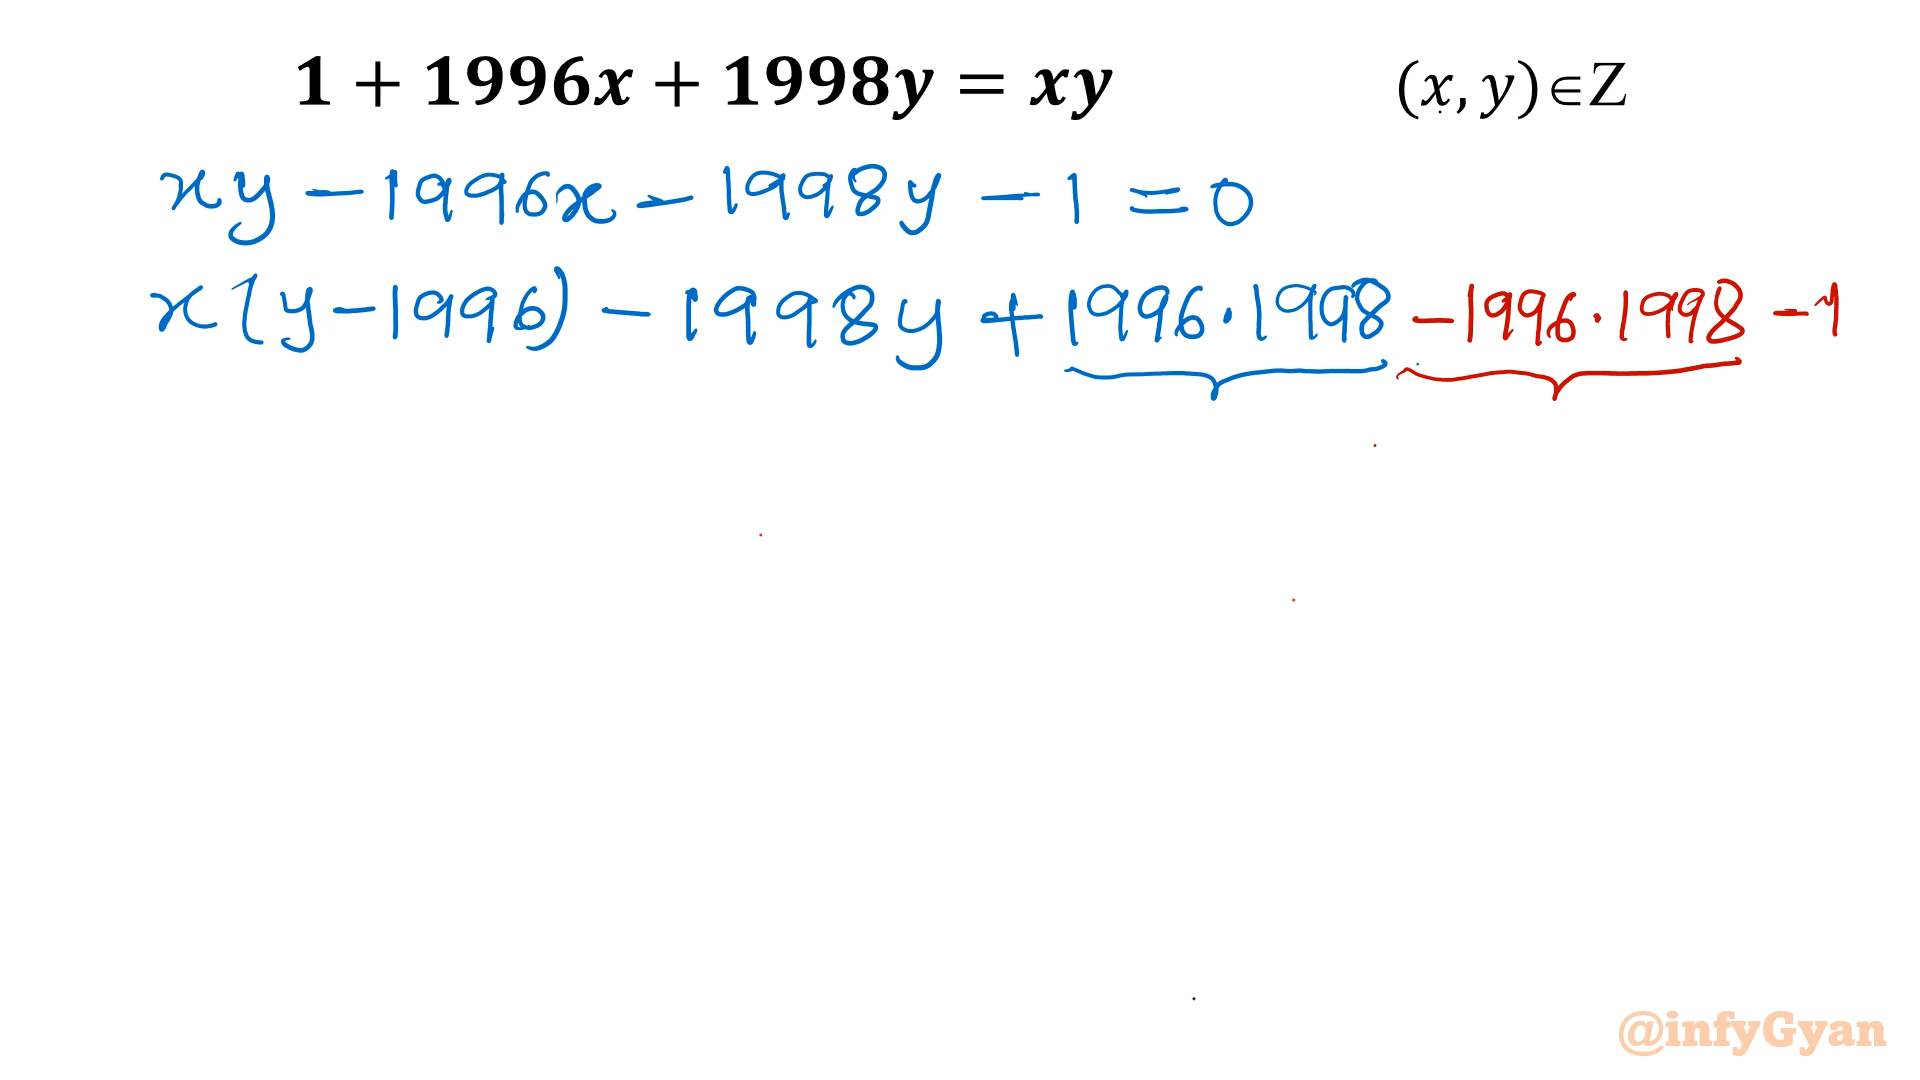 1 + 1996x + 1998y = xy (x, y)∈Z
xy - 1996x - 1998y - 1 = 0
x(y-1996) - 1998y + 1996·1998 - 1996·1998 - 1
@infyGyan